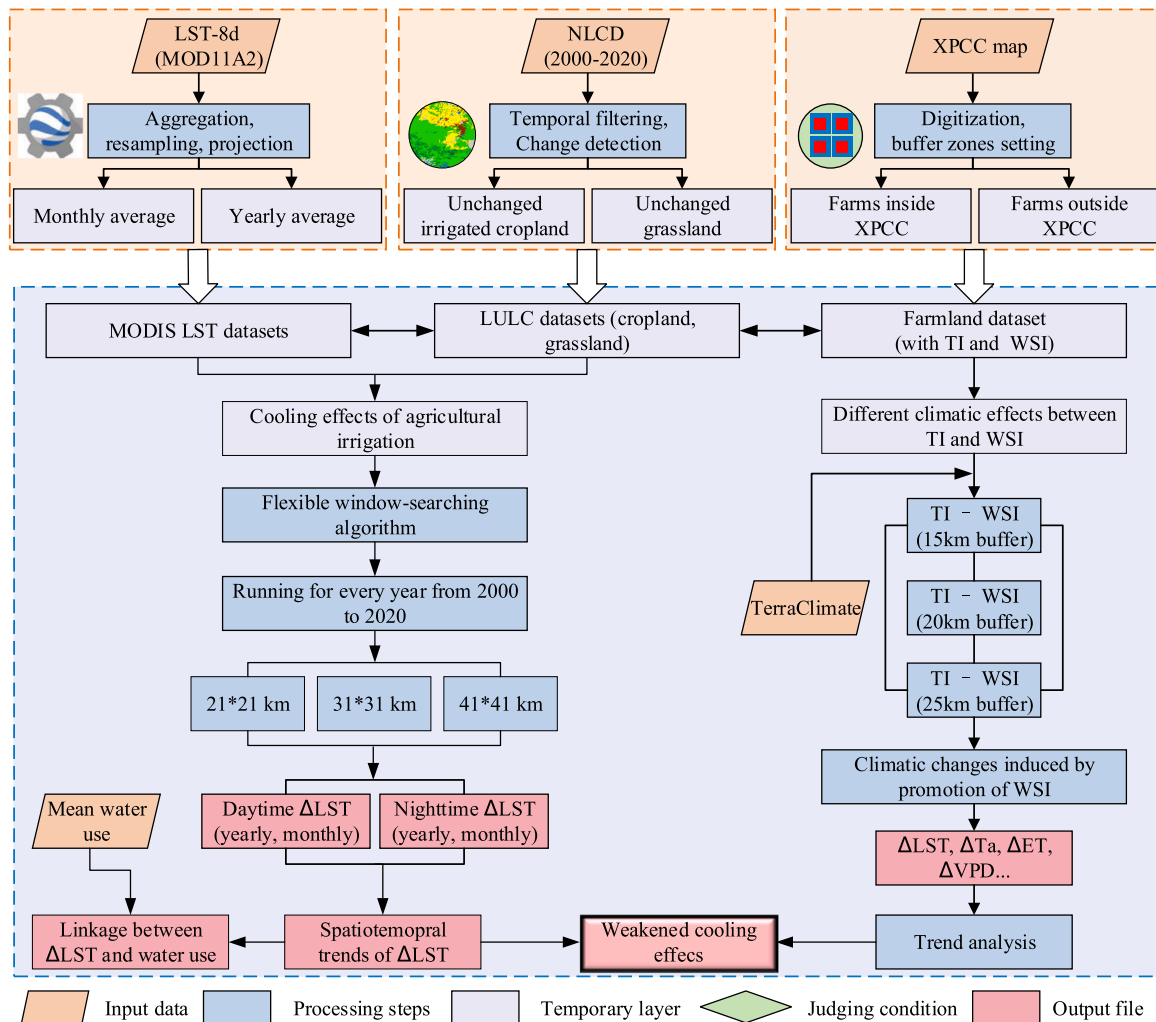 LST-8d
(MOD11A2)
Aggregation,
resampling, projection
Monthly average
Yearly average
NLCD
(2000-2020)
Temporal filtering,
Change detection
Unchanged
irrigated cropland
Unchanged
grassland
XPCC map
Digitization,
buffer zones setting
Farms inside
XPCC
Farms outside
XPCC
MODIS LST datasets
LULC datasets (cropland,
grassland)
Farmland dataset
(with TI and WSI)
Cooling effects of agricultural
irrigation
Flexible window-searching
algorithm
Running for every year from 2000
to 2020
21*21 km
31*31 km
41*41 km
Daytime ΔLST
(yearly, monthly)
Nighttime ΔLST
(yearly, monthly)
Mean water
use
Linkage between
ΔLST and water use
Spatiotemopral
trends of ΔLST
Weakened cooling
effecs
Different climatic effects between
TI and WSI
TI - WSI
(15km buffer)
TI - WSI
(20km buffer)
TI - WSI
(25km buffer)
TerraClimate
Climatic changes induced by
promotion of WSI
ΔLST, ΔTa, ΔET,
ΔVPD...
Trend analysis
Input data
Processing steps
Temporary layer
Judging condition
Output file